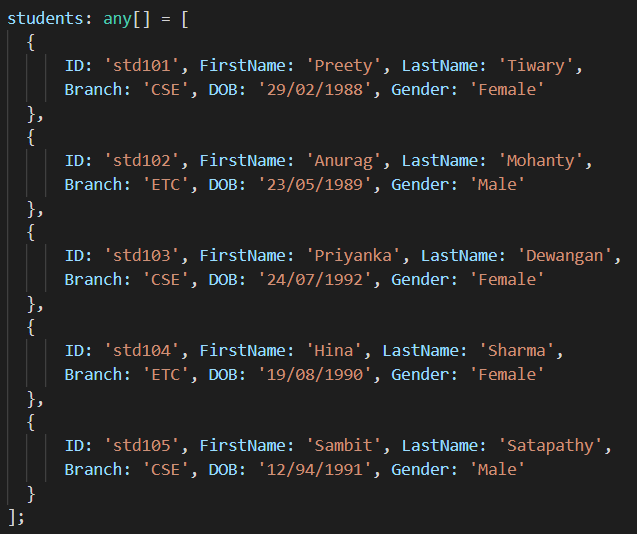 students: any[] = [
{
ID: 'std101', FirstName: 'Preety', LastName: 'Tiwary',
Branch: 'CSE', DOB: '29/02/1988', Gender: 'Female'
},
{
ID: 'std102', FirstName: 'Anurag', LastName: 'Mohanty',
Branch: 'ETC', DOB: '23/05/1989', Gender: 'Male'
},
{
ID: 'std103', FirstName: 'Priyanka', LastName: 'Dewangan',
Branch: 'CSE', DOB: '24/07/1992', Gender: 'Female'
},
{
ID: 'std104', FirstName: 'Hina', LastName: 'Sharma',
Branch: 'ETC', DOB: '19/08/1990', Gender: 'Female'
},
{
ID: 'std105', FirstName: 'Sambit', LastName: 'Satapathy',
Branch: 'CSE', DOB: '12/94/1991', Gender: 'Male'
}
];